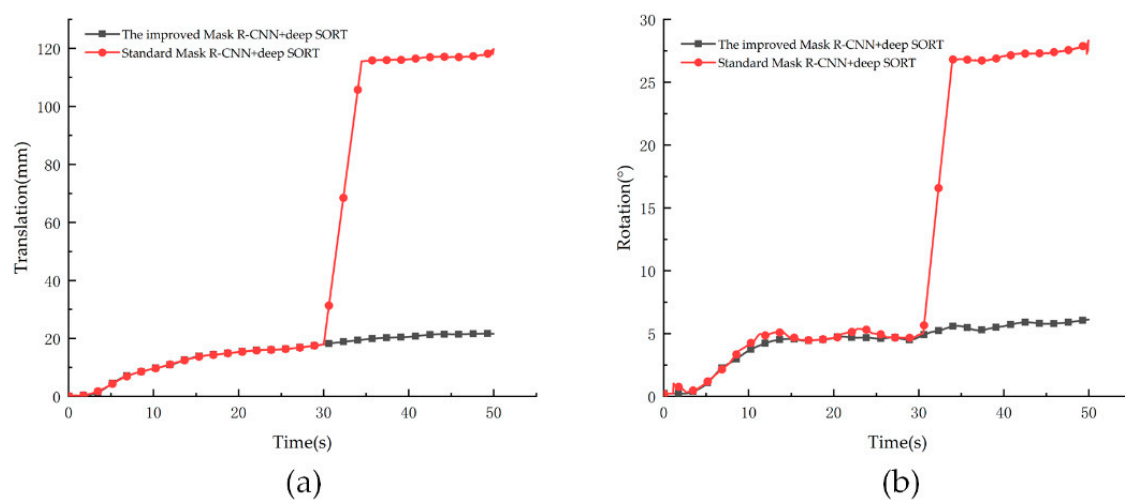 The improved Mask R-CNN+deep SORT
Standard Mask R-CNN+deep SORT
120
100
80
60
40
20
0
Translation(mm)
0 10 20 30 40 50
Time(s)
(a)
The improved Mask R-CNN+deep SORT
Standard Mask R-CNN+deep SORT
30
25
20
15
10
5
0
Rotation(°)
0 10 20 30 40 50
Time(s)
(b)